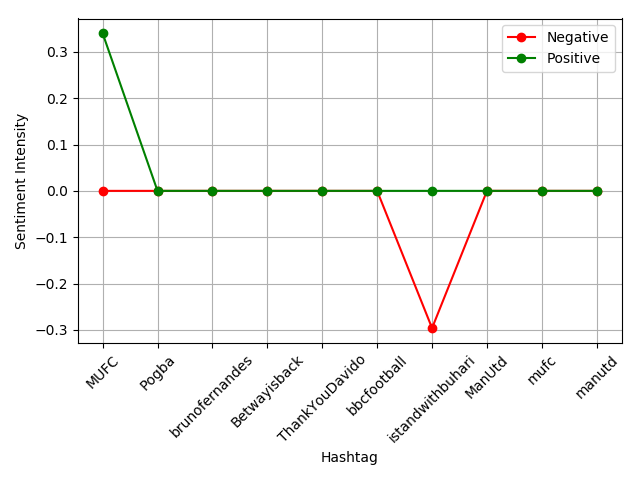 Negative
Positive
0.3
0.2
0.1
0.0
−0.1
−0.2
−0.3
Sentiment Intensity
MUFC
Pogba
brunofernandes
Betwayisback
ThankYouDavido
bbcfootball
istandwithbuhari
ManUtd
mufc
manutd
Hashtag